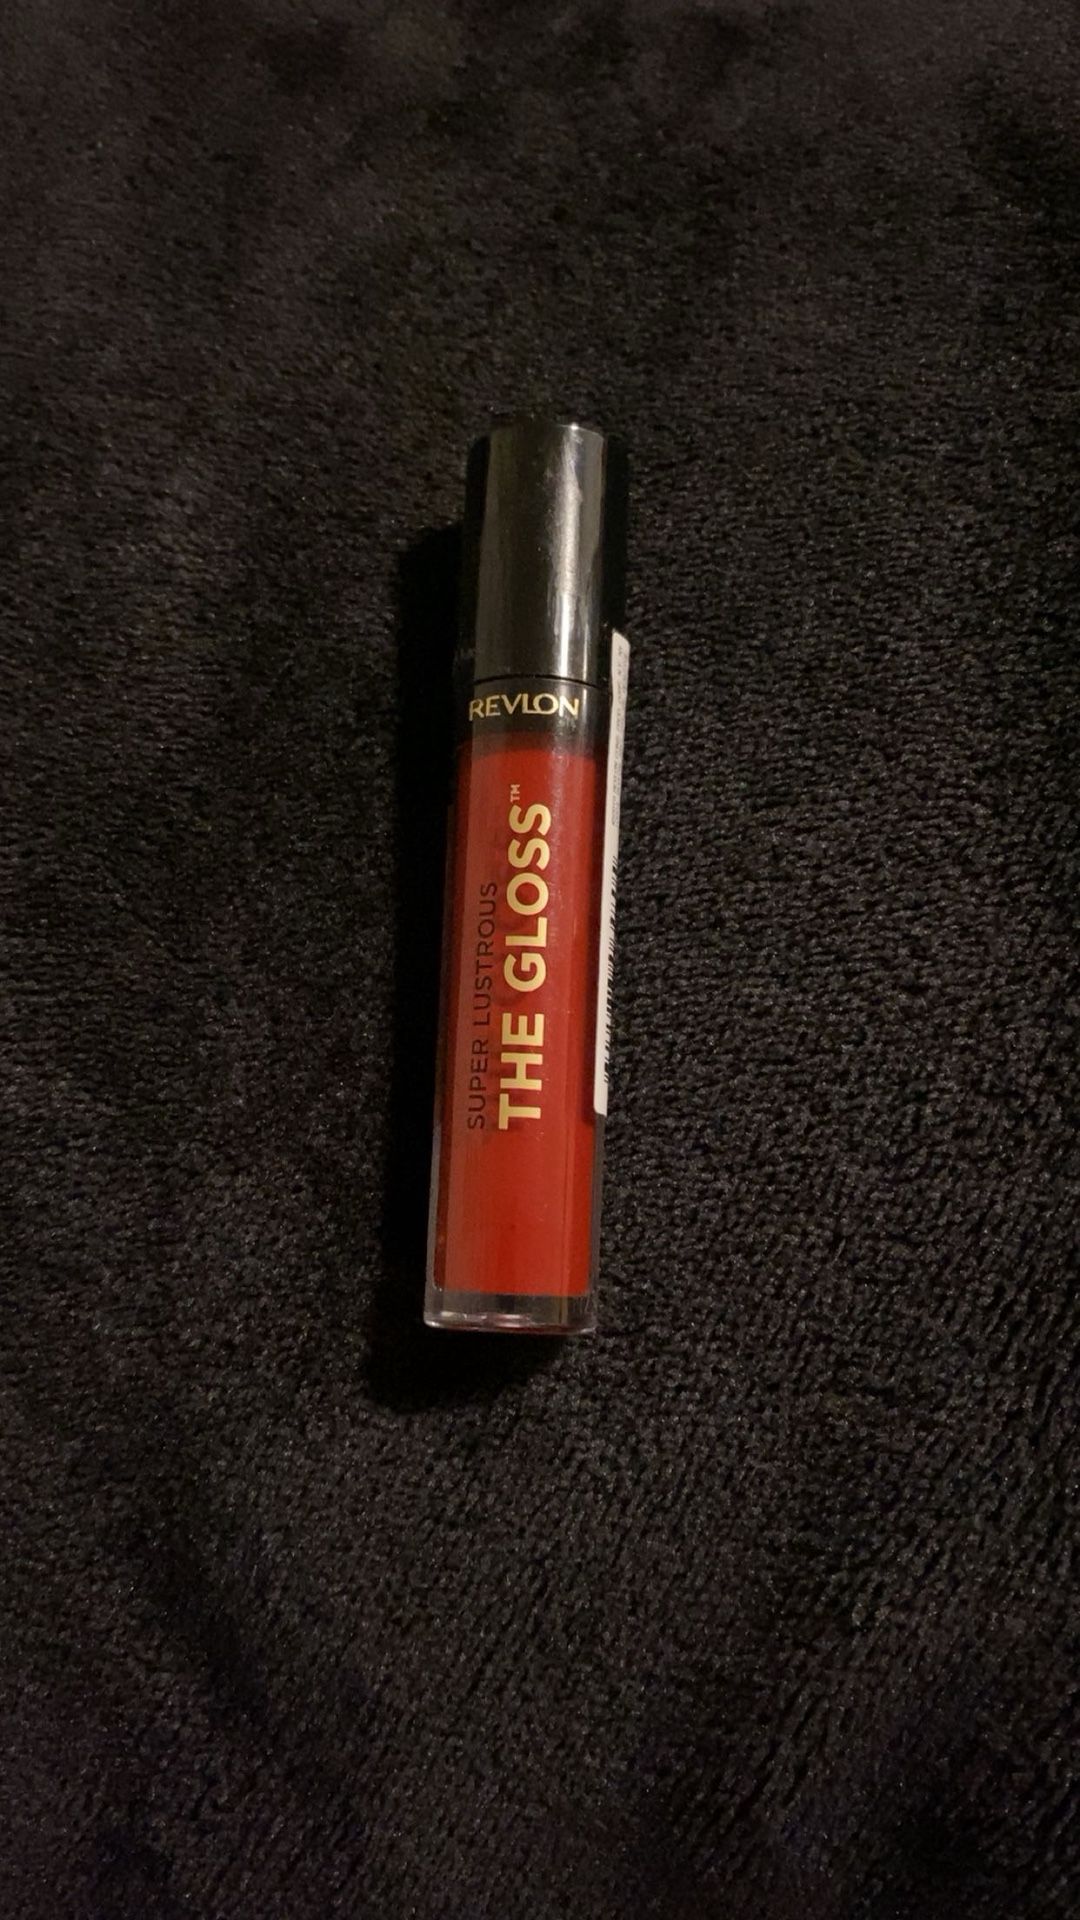 REVLON
SUPER LUSTROUS
THE GLOSS™